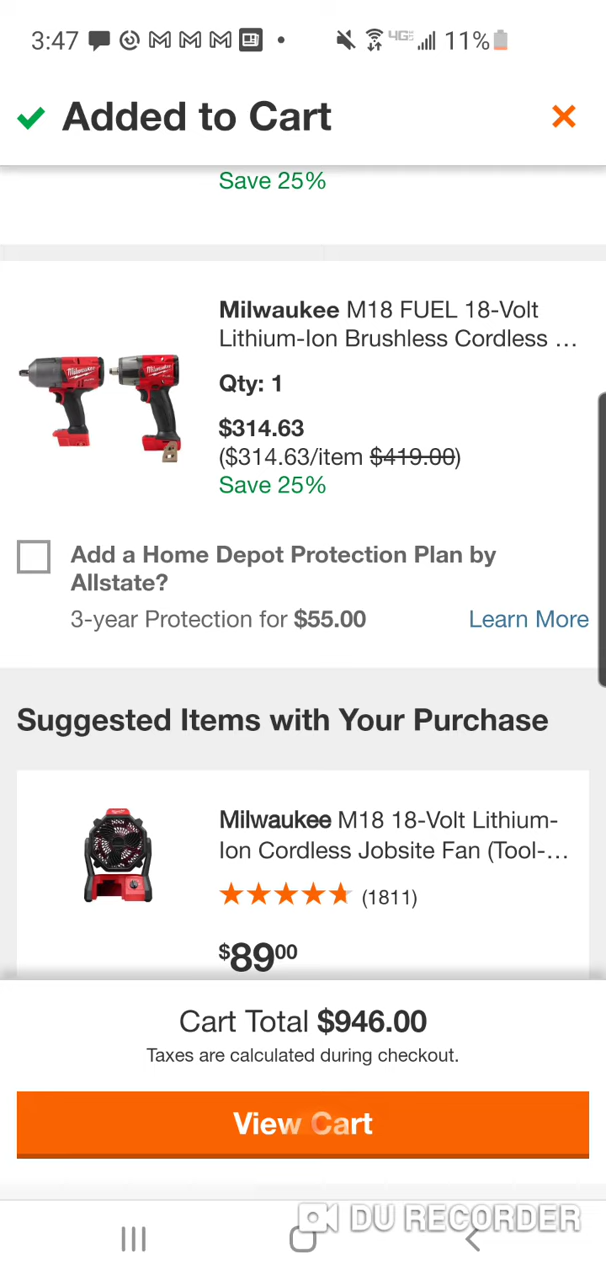 3:47
4GE
11%
Added to Cart
Save 25%
Milwaukee M18 FUEL 18-Volt
Lithium-Ion Brushless Cordless ...
Qty: 1
$314.63
($314.63/item $419.00)
Save 25%
Add a Home Depot Protection Plan by
Allstate?
3-year Protection for $55.00
Learn More
Suggested Items with Your Purchase
Milwaukee M18 18-Volt Lithium-
Ion Cordless Jobsite Fan (Tool-...
(1811)
$8900
Cart Total $946.00
Taxes are calculated during checkout.
View Cart
DU RECORDER